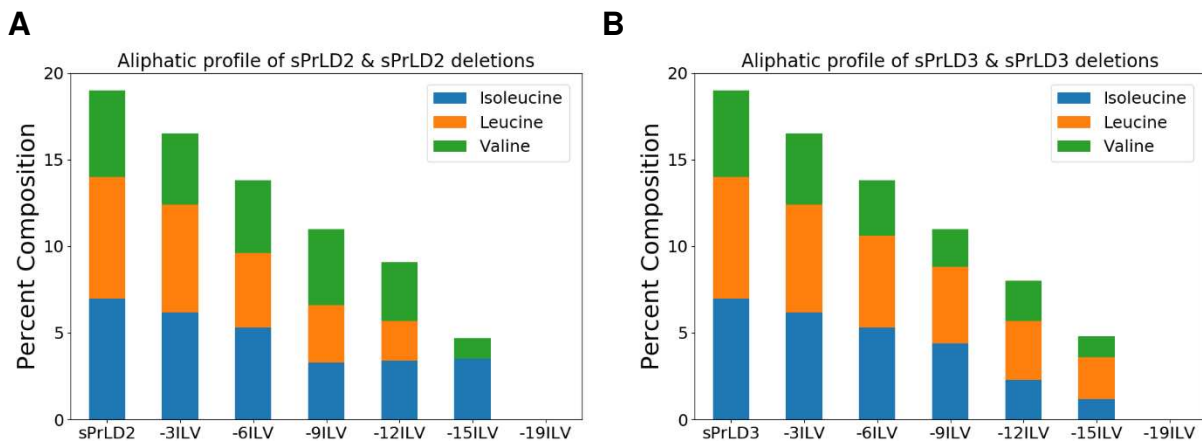 A
Aliphatic profile of sPrLD2 & sPrLD2 deletions
Percent Composition
20
15
10
5
0
Isoleucine
Leucine
Valine
sPrLD2 -3ILV -6ILV -9ILV -12ILV -15ILV -19ILV
B
Aliphatic profile of sPrLD3 & sPrLD3 deletions
Percent Composition
20
15
10
5
0
Isoleucine
Leucine
Valine
sPrLD3 -3ILV -6ILV -9ILV -12ILV -15ILV -19ILV